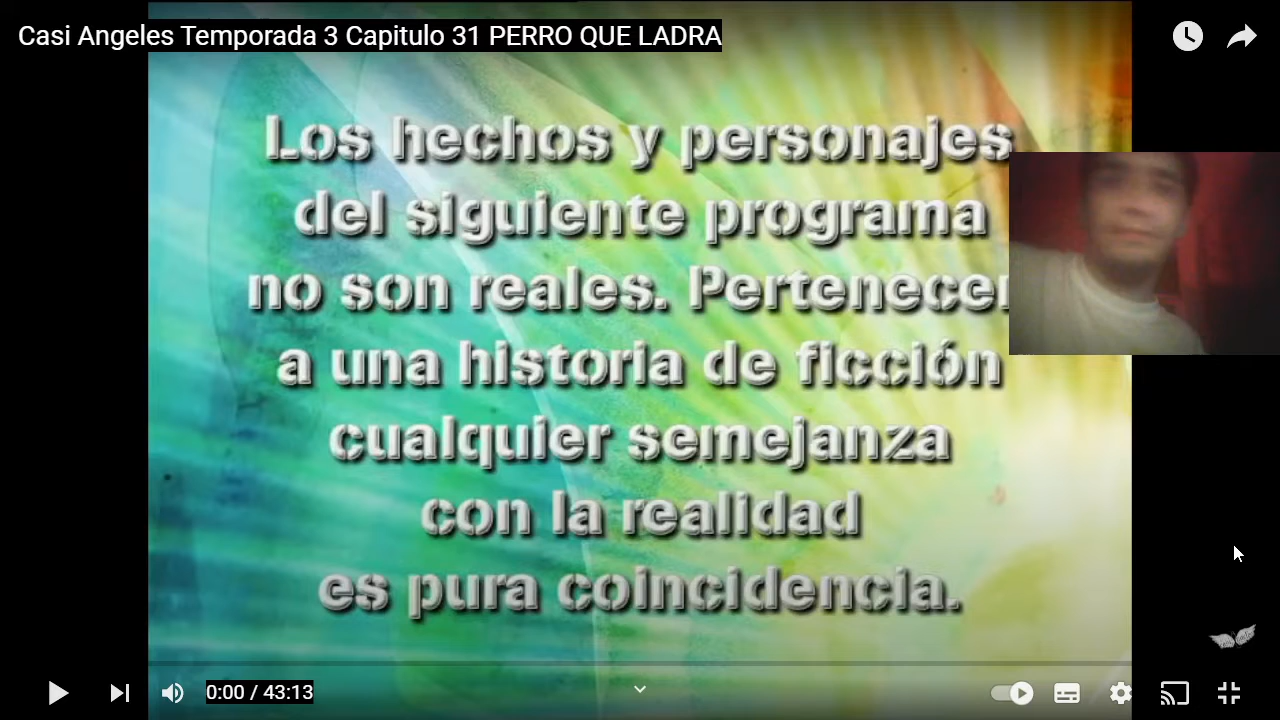 Casi Angeles Temporada 3 Capitulo 31 PERRO QUE LADRA
Los hechos y personajes
del siguiente programa
no son reales. Pertenecen
a una historia de ficción
cualquier semejanza
con la realidad
es pura coincidencia.
0:00 / 43:13